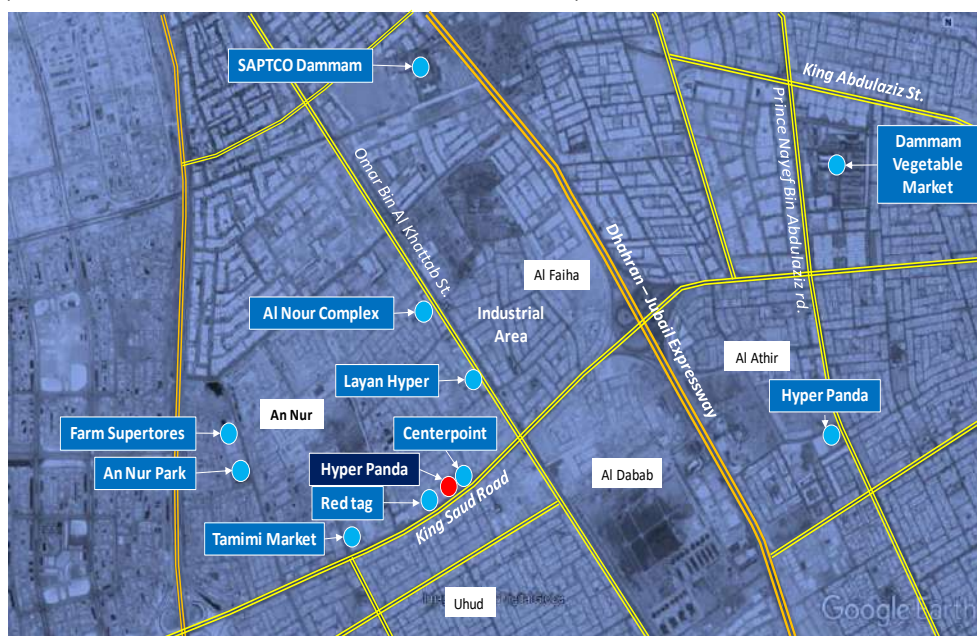 SAPTCO Dammam
King Abdulaziz St.
Prince Nayef Bin Abdulaziz rd.
Dammam
Vegetable
Market
Omar Bin Al Khattab St.
Dhahran – Jubail Expressway
Al Faiha
Al Nour Complex
Industrial
Area
Al Athir
Layan Hyper
Hyper Panda
An Nur
Farm Supertores
Centerpoint
An Nur Park
Hyper Panda
Al Dabab
Red tag
King Saud Road
Tamimi Market
Uhud
Google Earth